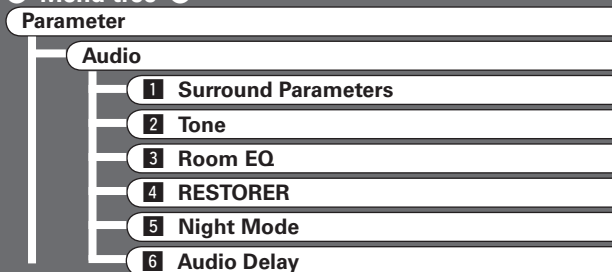 Parameter
Audio
1 Surround Parameters
2 Tone
3 Room EQ
4 RESTORER
5 Night Mode
6 Audio Delay